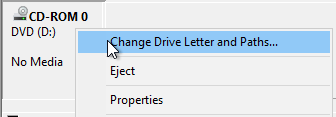 CD-ROM 0
DVD (D:)
Change Drive Letter and Paths...
No Media
Eject
Properties